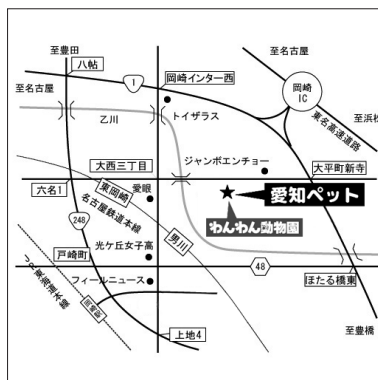 至豊田
至名古屋
八帖
1
岡崎インター西
岡崎
IC
至名古屋
至浜松
東名高速道路
乙川
トイザラス
ジャンボエンチョー
大西三丁目
大平町新寺
六名1
東岡崎
愛眼
愛知ペット
わんわん動物園
名古屋鉄道本線
248
光ケ丘女子高
男川
戸崎町
48
フィールニュース
ほたる橋東
JR東海道本線
上地4
至豊橋